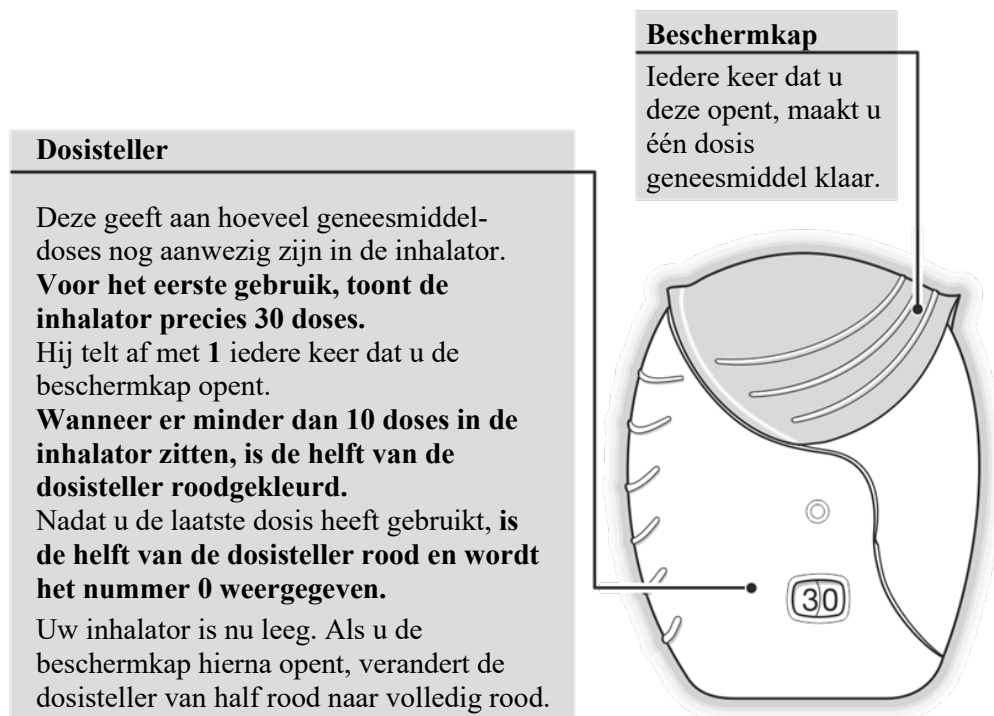 Beschermkap
Iedere keer dat u
deze opent, maakt u
één dosis
geneesmiddel klaar.
Dosisteller
Deze geeft aan hoeveel geneesmiddel-
doses nog aanwezig zijn in de inhalator.
Voor het eerste gebruik, toont de
inhalator precies 30 doses.
Hij telt af met 1 iedere keer dat u de
beschermkap opent.
Wanneer er minder dan 10 doses in de
inhalator zitten, is de helft van de
dosisteller roodgekleurd.
Nadat u de laatste dosis heeft gebruikt, is
de helft van de dosisteller rood en wordt
het nummer 0 weergegeven.
Uw inhalator is nu leeg. Als u de
beschermkap hierna opent, verandert de
dosisteller van half rood naar volledig rood.
30